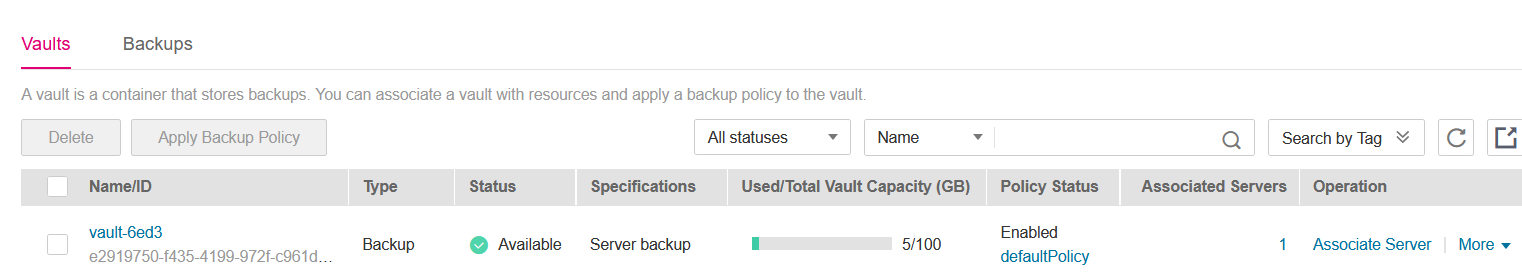 Vaults Backups
A vault is a container that stores backups. You can associate a vault with resources and apply a backup policy to the vault.
Delete Apply Backup Policy All statuses Name Search by Tag
Name/ID Type Status Specifications Used/Total Vault Capacity (GB) Policy Status Associated Servers Operation
vault-6ed3 Backup Available Server backup 5/100 Enabled 1 Associate Server More
e2919750-f435-4199-972f-c961d... defaultPolicy